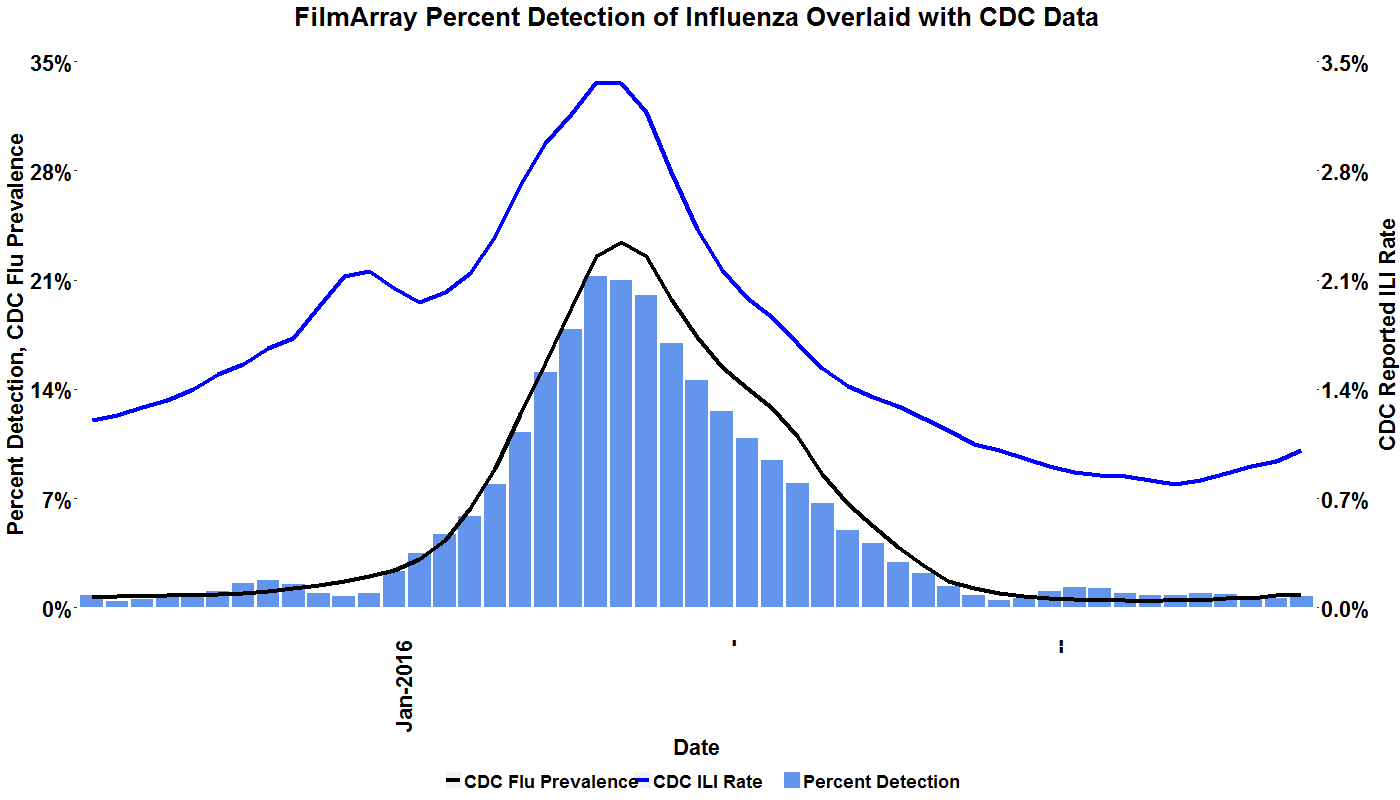 FilmArray Percent Detection of Influenza Overlaid with CDC Data
Percent Detection, CDC Flu Prevalence
35%
28%
21%
14%
7%
0%
3.5%
2.8%
2.1%
1.4%
0.7%
0.0%
CDC Reported ILI Rate
Jan-2016
Date
CDC Flu Prevalence CDC ILI Rate Percent Detection